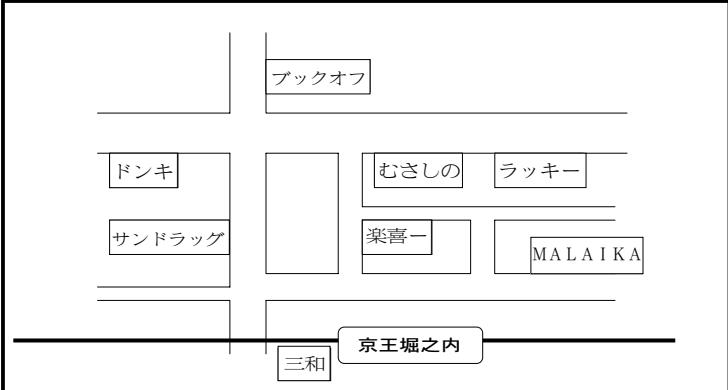 ブックオフ
ドンキ
むさしの
ラッキー
サンドラッグ
楽喜一
ＭＡＬＡＩＫＡ
京王堀之内
三和